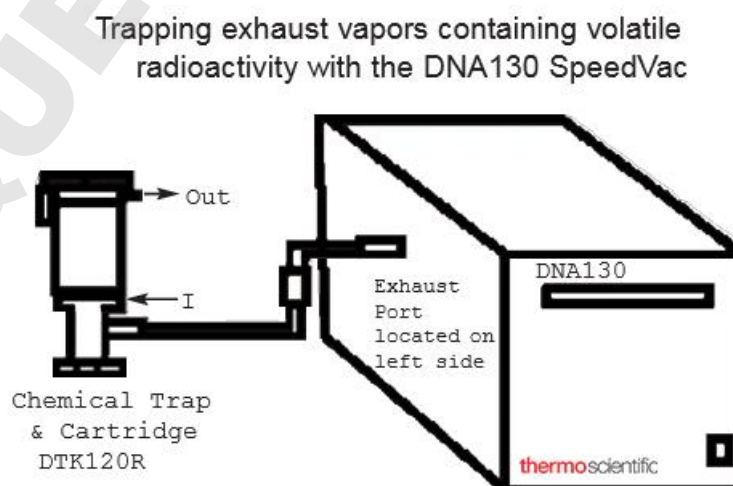 Trapping exhaust vapors containing volatile
radioactivity with the DNA130 SpeedVac
Out
I
DNA130
Exhaust
Port
located on
left side
Chemical Trap
& Cartridge
DTK120R
thermoscientific